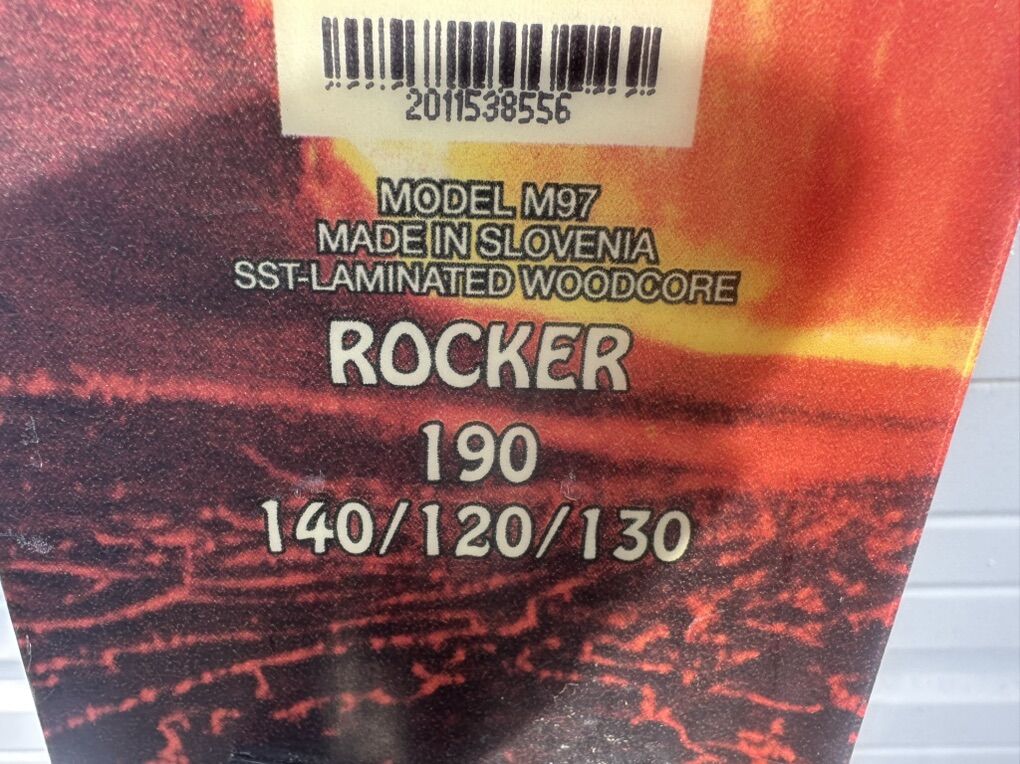 2011538556
MODEL M97
MADE IN SLOVENIA
SST-LAMINATED WOODCORE
ROCKER
190
140/120/130